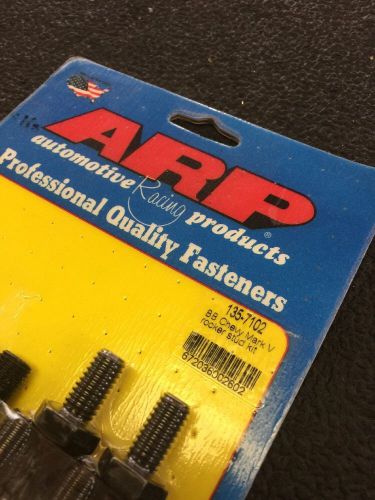 ARP
®
automotive Racing products
Professional Quality Fasteners
135-7102
BB Chevy Mark V
rocker stud kit
672036002602